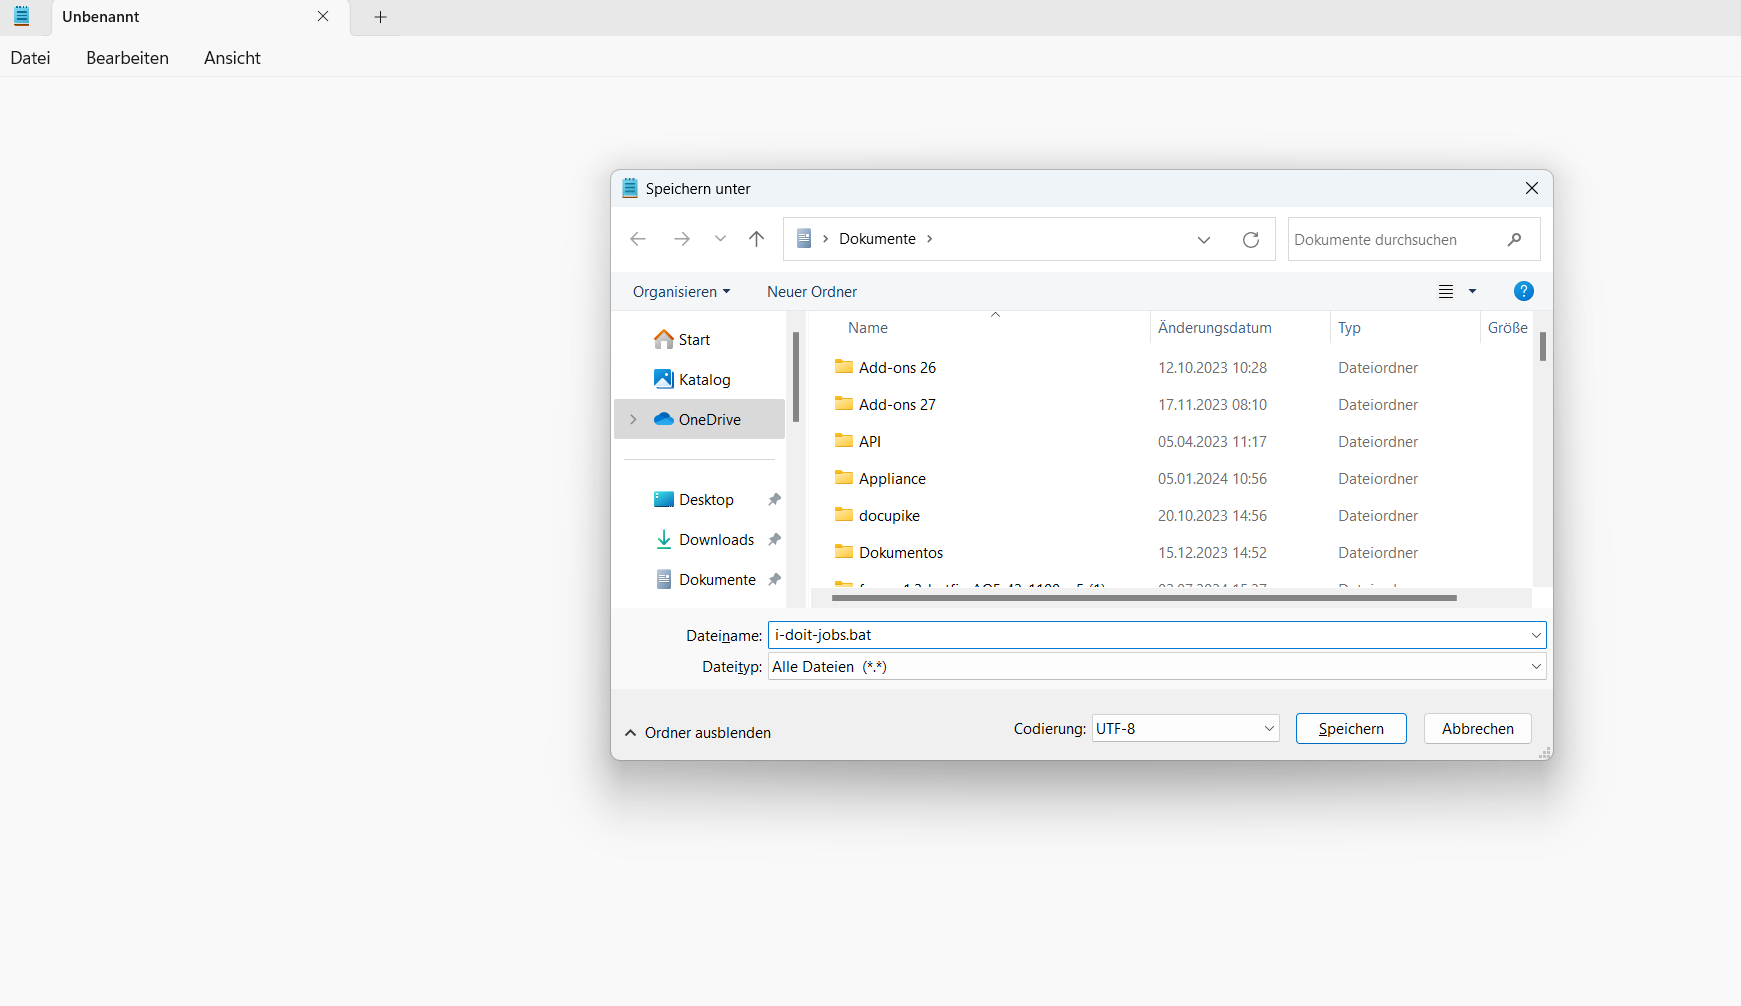 Unbenannt
Datei Bearbeiten Ansicht
Speichern unter
Dokumente
Dokumente durchsuchen
Organisieren Neuer Ordner
Name Änderungsdatum Typ Größe
Start
Katalog
OneDrive
Desktop
Downloads
Dokumente
Add-ons 26 12.10.2023 10:28 Dateiordner
Add-ons 27 17.11.2023 08:10 Dateiordner
API 05.04.2023 11:17 Dateiordner
Appliance 05.01.2024 10:56 Dateiordner
docupike 20.10.2023 14:56 Dateiordner
Dokumentos 15.12.2023 14:52 Dateiordner
Dateiname: i-doit-jobs.bat
Dateityp: Alle Dateien (*.*)
Ordner ausblenden Codierung: UTF-8 Speichern Abbrechen